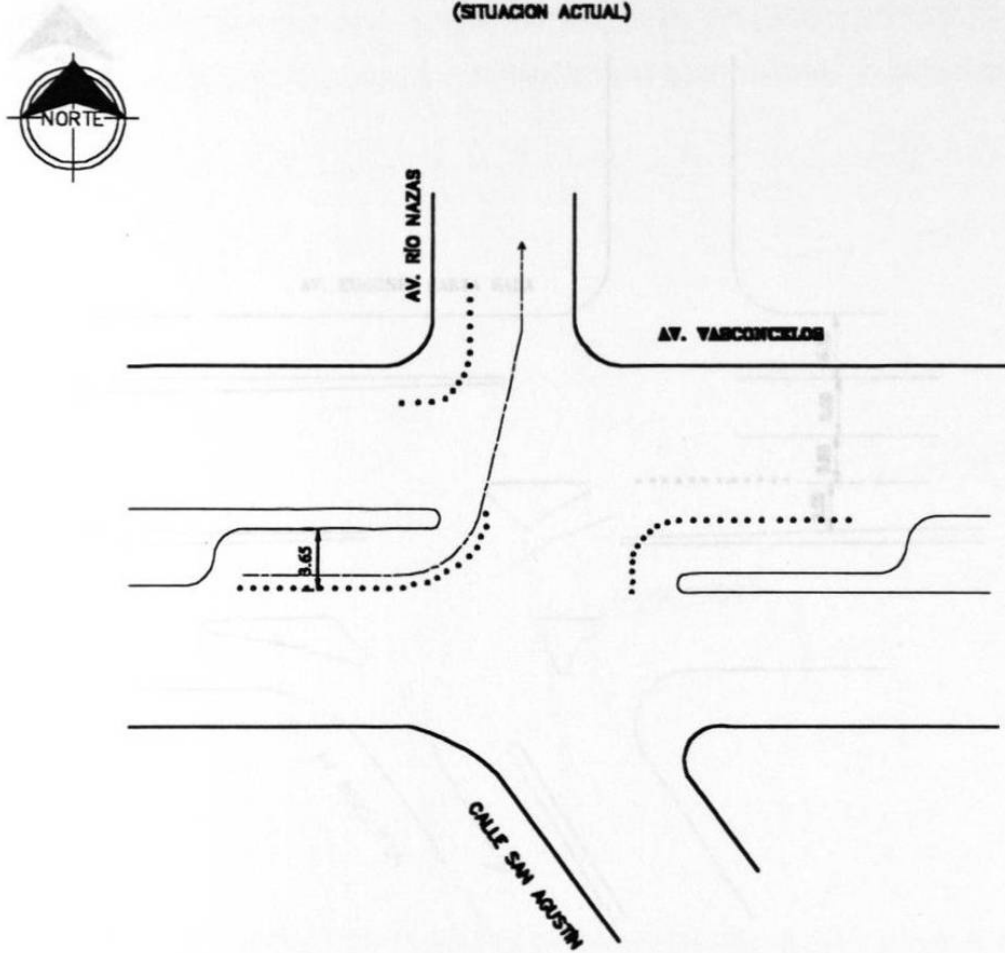 (SITUACION ACTUAL)
NORTE
AV. RÍO NAZAS
AV. VASCONCELOS
3.65
CALLE SAN AGUSTIN